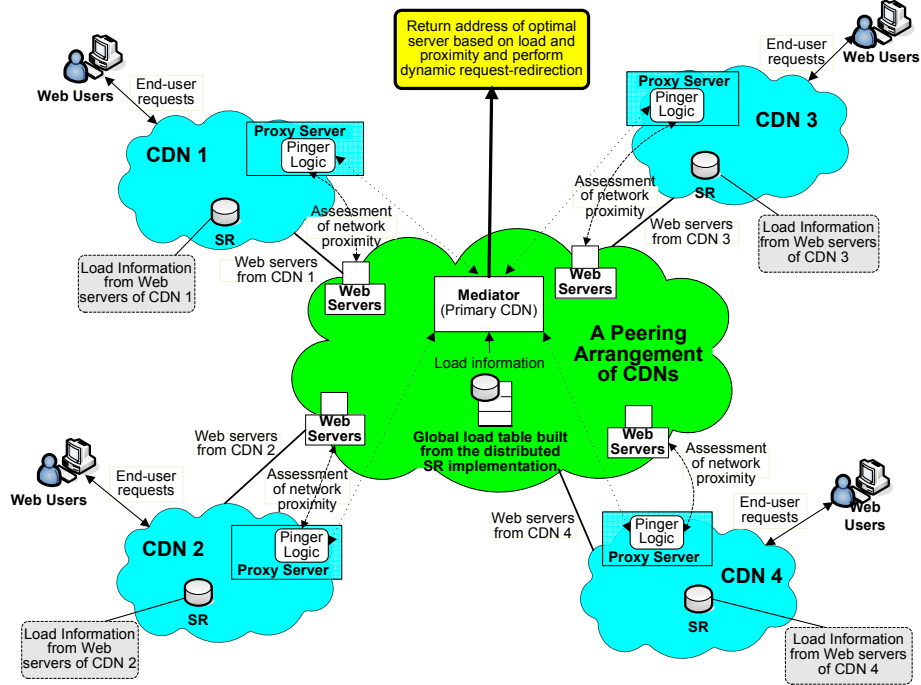 Return address of optimal
server based on load and
proximity and perform
dynamic request-redirection
Web Users
End-user
requests
CDN 1
Proxy Server
Pinger
Logic
SR
Load Information
from Web
servers of CDN 1
Assessment
of network
proximity
Web servers
from CDN 1
Web
Servers
End-user
requests
Web Users
Proxy Server
Pinger
Logic
CDN 3
SR
Load Information
from Web servers
of CDN 3
Assessment
of network
proximity
Web servers
from CDN 3
Web
Servers
Mediator
(Primary CDN)
A Peering
Arrangement
of CDNs
Load information
Global load table built
from the distributed
SR implementation
Web
Servers
Web servers
from CDN 2
Assessment
of network
proximity
Web Users
End-user
requests
CDN 2
Pinger
Logic
Proxy Server
SR
Load Information
from Web
servers of CDN 2
Web
Servers
Assessment
of network
proximity
Web servers
from CDN 4
End-user
requests
Web
Users
Pinger
Logic
Proxy Server
CDN 4
SR
Load Information
from Web servers
of CDN 4